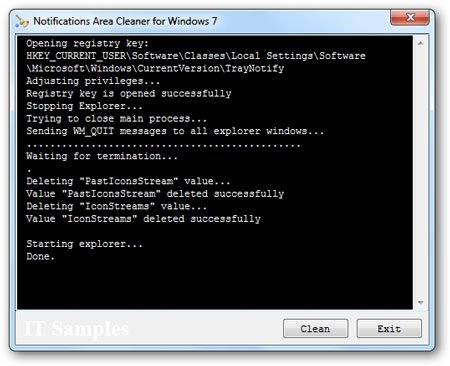 Notifications Area Cleaner for Windows 7
Opening registry key:
HKEY_CURRENT_USER\Software\Classes\Local Settings\Software
\Microsoft\Windows\CurrentVersion\TrayNotify
Adjusting privileges...
Registry key is opened successfully
Stopping Explorer...
Trying to close main process...
Sending WM_QUIT messages to all explorer windows...
..............................................
Waiting for termination...
.
Deleting "PastIconsStream" value...
Value "PastIconsStream" deleted successfully
Deleting "IconStreams" value...
Value "IconStreams" deleted successfully
Starting explorer...
Done.
IT Samples
Clean
Exit